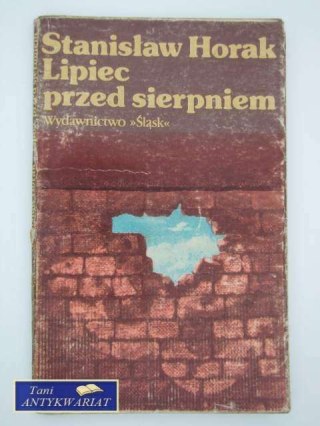 Stanisław Horak
Lipiec
przed sierpniem
Wydawnictwo »Śląsk«
Tani
ANTYKWARIAT